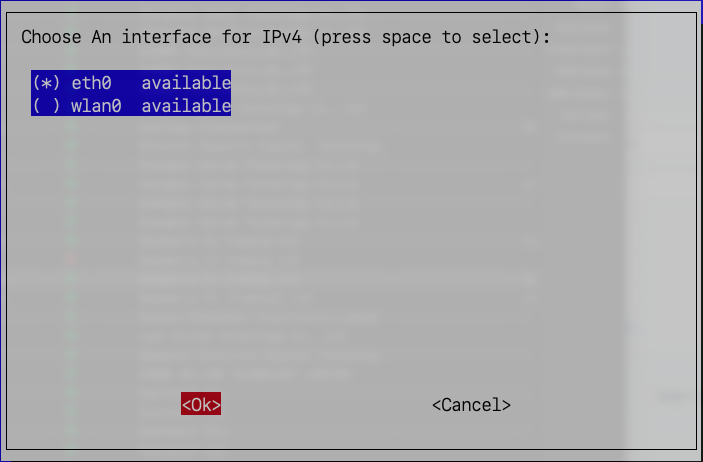 Choose An interface for IPv4 (press space to select):
(*) eth0   available
( ) wlan0  available
<Ok>
<Cancel>